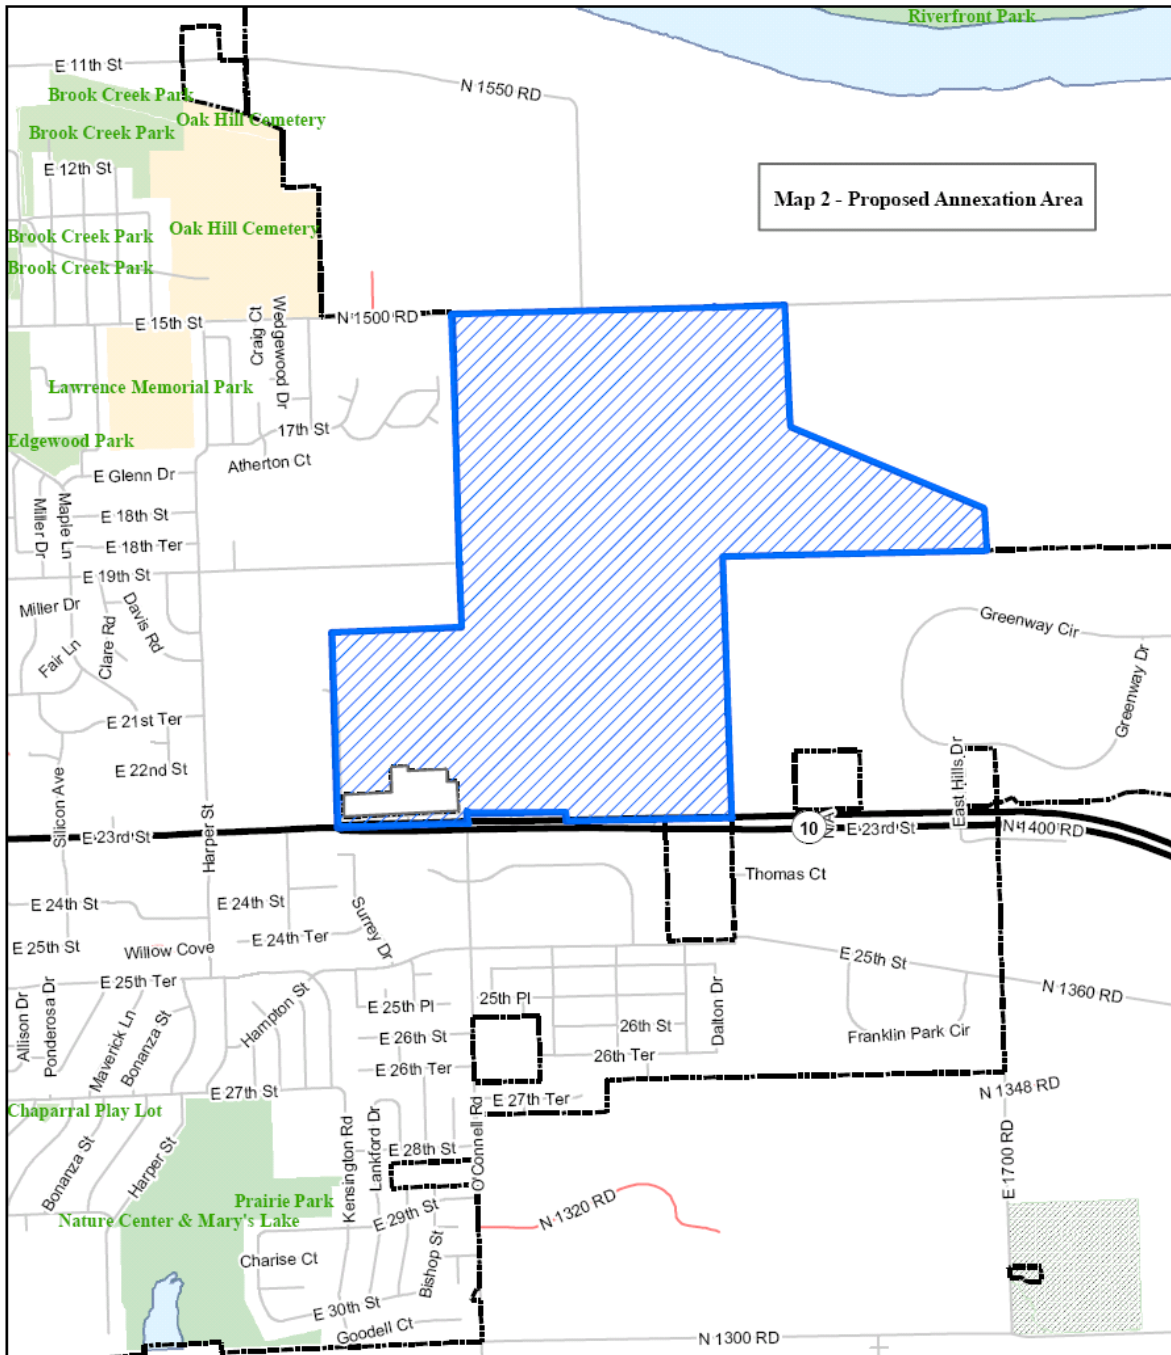 Riverfront Park
E 11th St
N 1550 RD
Brook Creek Park
Oak Hill Cemetery
Brook Creek Park
E 12th St
Map 2 - Proposed Annexation Area
Oak Hill Cemetery
Brook Creek Park
Brook Creek Park
E 15th St
Craig Ct
Wedgewood Dr
N 1500 RD
Lawrence Memorial Park
17th St
Edgewood Park
Atherton Ct
E Glenn Dr
Miller Dr
Maple Ln
E 18th St
E 18th Ter
E 19th St
Miller Dr
Clare Rd
Davis Rd
Fair Ln
Greenway Cir
Greenway Dr
E 21st Ter
E 22nd St
Silicon Ave
Harper St
East Hills Dr
E 23rd St
10
N/A
E 23rd St
N 1400 RD
Thomas Ct
E 24th St
E 24th St
Surrey Dr
E 24th Ter
E 25th St
Willow Cove
E 25th St
E 25th Ter
N 1360 RD
Allison Dr
Ponderosa Dr
Maverick Ln
Bonanza St
Hampton St
E 25th Pl
25th Pl
Dalton Dr
E 26th St
26th St
Franklin Park Cir
26th Ter
E 26th Ter
E 27th St
E 27th Ter
N 1348 RD
Chaparral Play Lot
Bonanza St
Harper St
Kensington Rd
Lankford Dr
O'Connell Rd
E 28th St
E 1700 RD
Prairie Park
Nature Center & Mary's Lake
E 29th St
N 1320 RD
Charise Ct
Bishop St
E 30th St
Goodell Ct
N 1300 RD